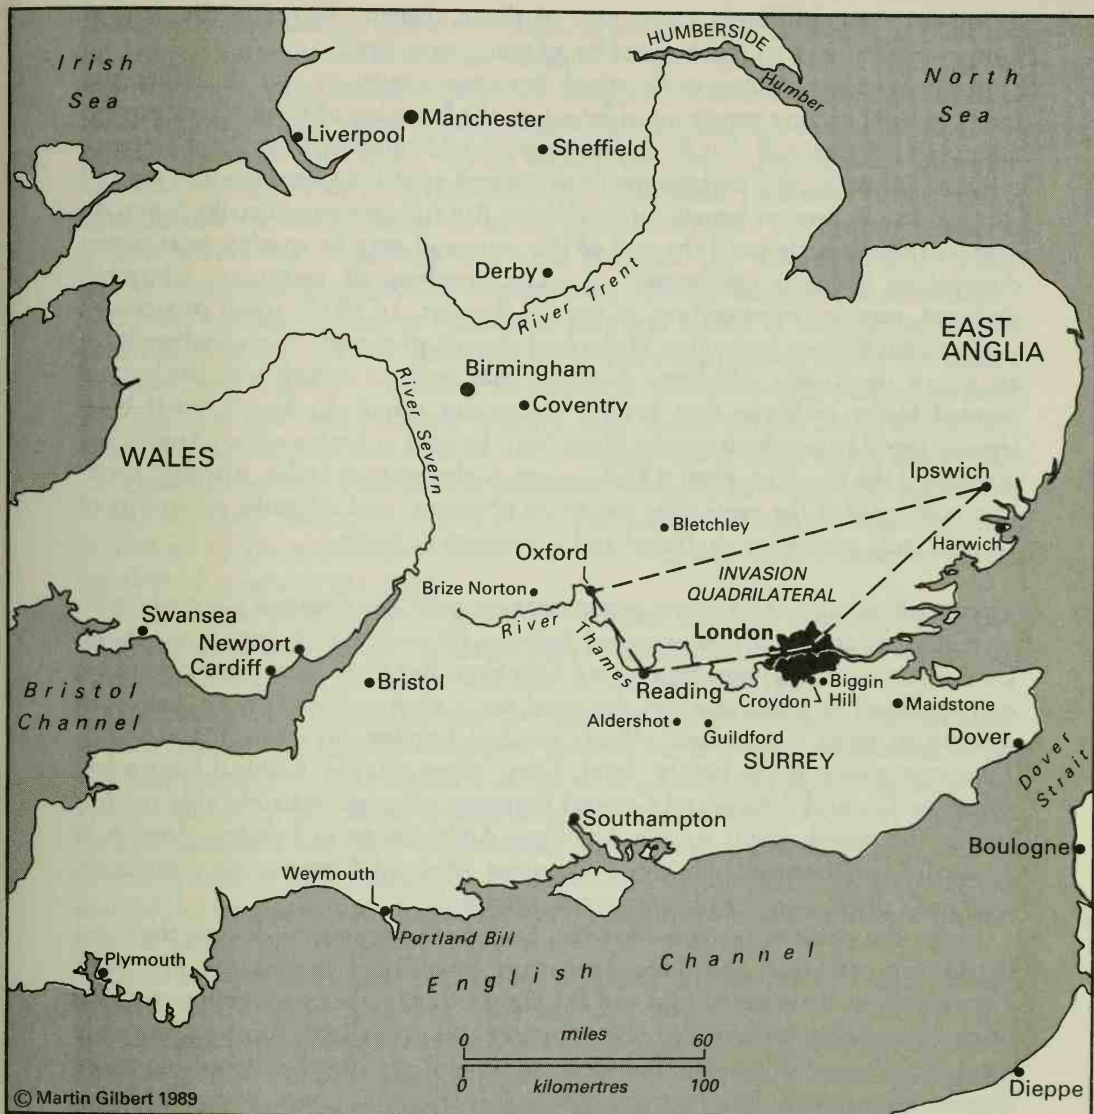 HUMBERSIDE
Irish
Sea
North
Sea
Humber
Manchester
Liverpool
Sheffield
Derby
River Trent
EAST
ANGLIA
Birmingham
Coventry
River Severn
WALES
Ipswich
Bletchley
Harwich
Oxford
Brize Norton
INVASION
QUADRILATERAL
River Thames
Swansea
Newport
Cardiff
London
Bristol
Channel
Bristol
Reading
Croydon
Biggin
Hill
Maidstone
Aldershot
Guildford
SURREY
Dover
Dover
Strait
Southampton
Boulogne
Weymouth
Portland Bill
Plymouth
English Channel
miles
0 60
0 100
kilomertres
Dieppe
© Martin Gilbert 1989